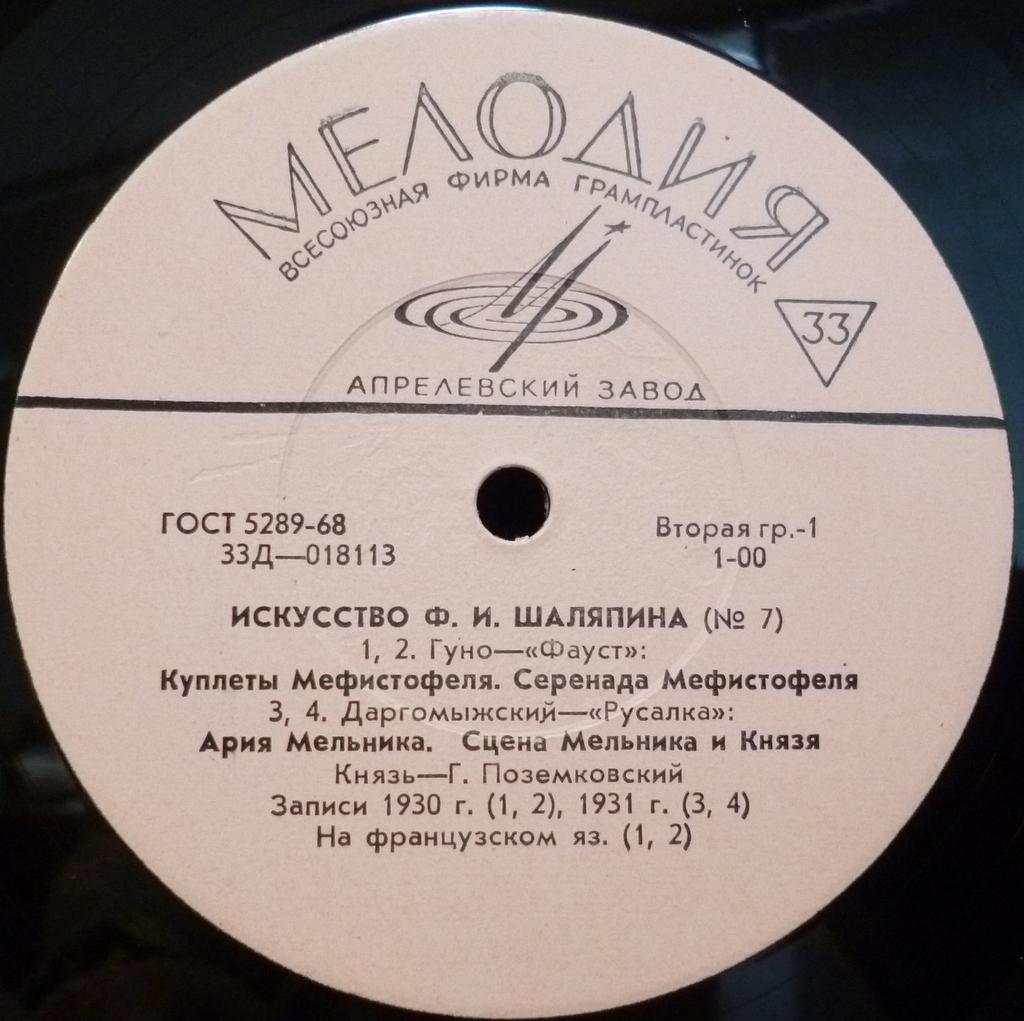 МЕЛОДИЯ
ВСЕСОЮЗНАЯ ФИРМА ГРАМПЛАСТИНОК
33
АПРЕЛЕВСКИЙ ЗАВОД
ГОСТ 5289-68
33Д—018113
Вторая гр.-1
1-00
ИСКУССТВО Ф. И. ШАЛЯПИНА (№ 7)
1, 2. Гуно—«Фауст»:
Куплеты Мефистофеля. Серенада Мефистофеля
3, 4. Даргомыжский—«Русалка»:
Ария Мельника. Сцена Мельника и Князя
Князь—Г. Поземковский
Записи 1930 г. (1, 2), 1931 г. (3, 4)
На французском яз. (1, 2)